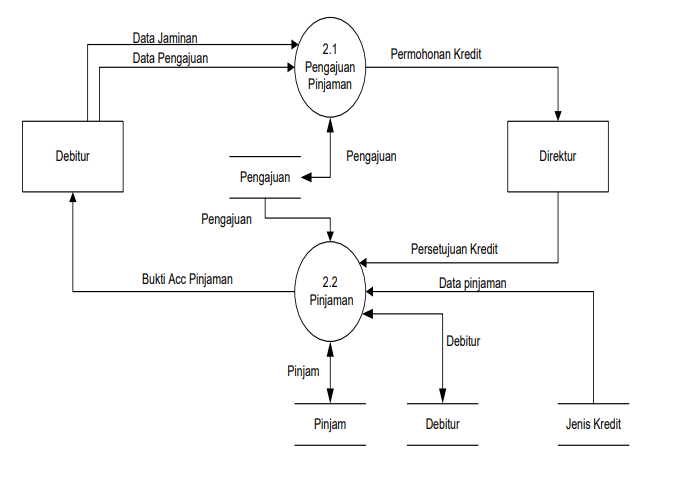 Data Jaminan
Data Pengajuan
2.1
Pengajuan
Pinjaman
Permohonan Kredit
Debitur
Pengajuan
Direktur
Pengajuan
Pengajuan
Persetujuan Kredit
Bukti Acc Pinjaman
2.2
Pinjaman
Data pinjaman
Debitur
Pinjam
Pinjam
Debitur
Jenis Kredit